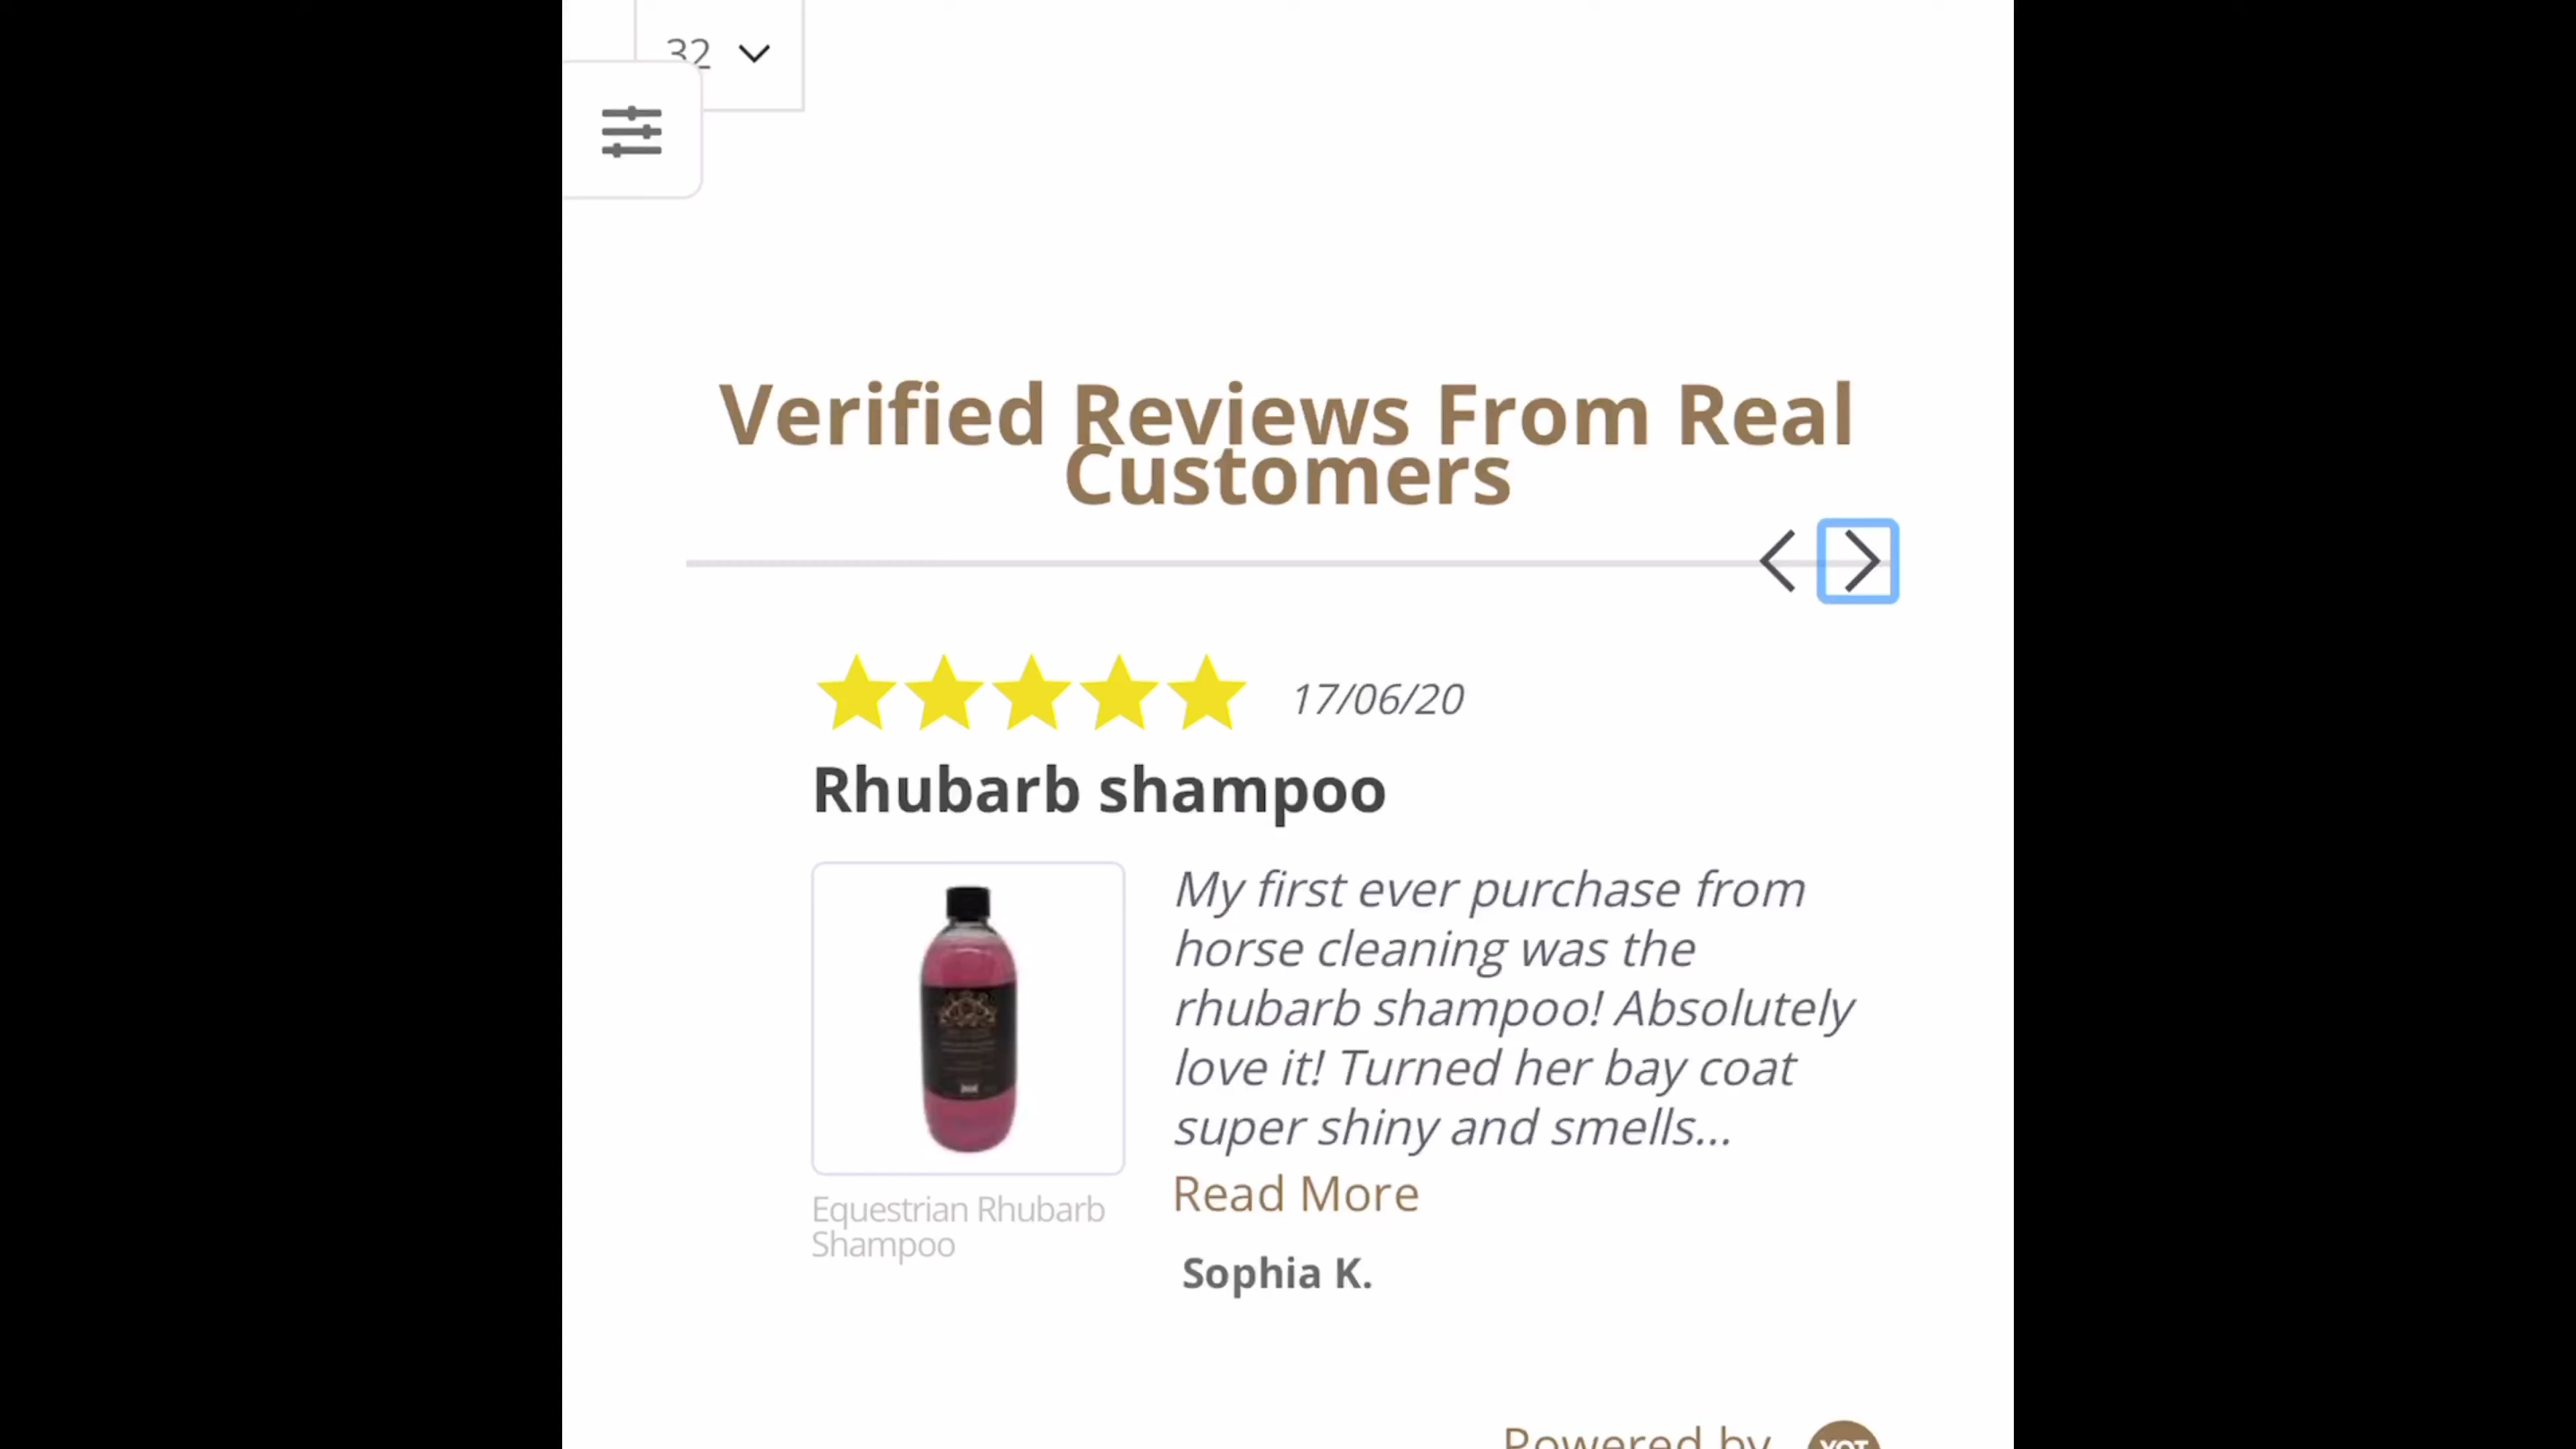 32
Verified Reviews From Real
Customers
17/06/20
Rhubarb shampoo
My first ever purchase from
horse cleaning was the
rhubarb shampoo! Absolutely
love it! Turned her bay coat
super shiny and smells...
Read More
Equestrian Rhubarb
Shampoo
Sophia K.
Powered by
YOT